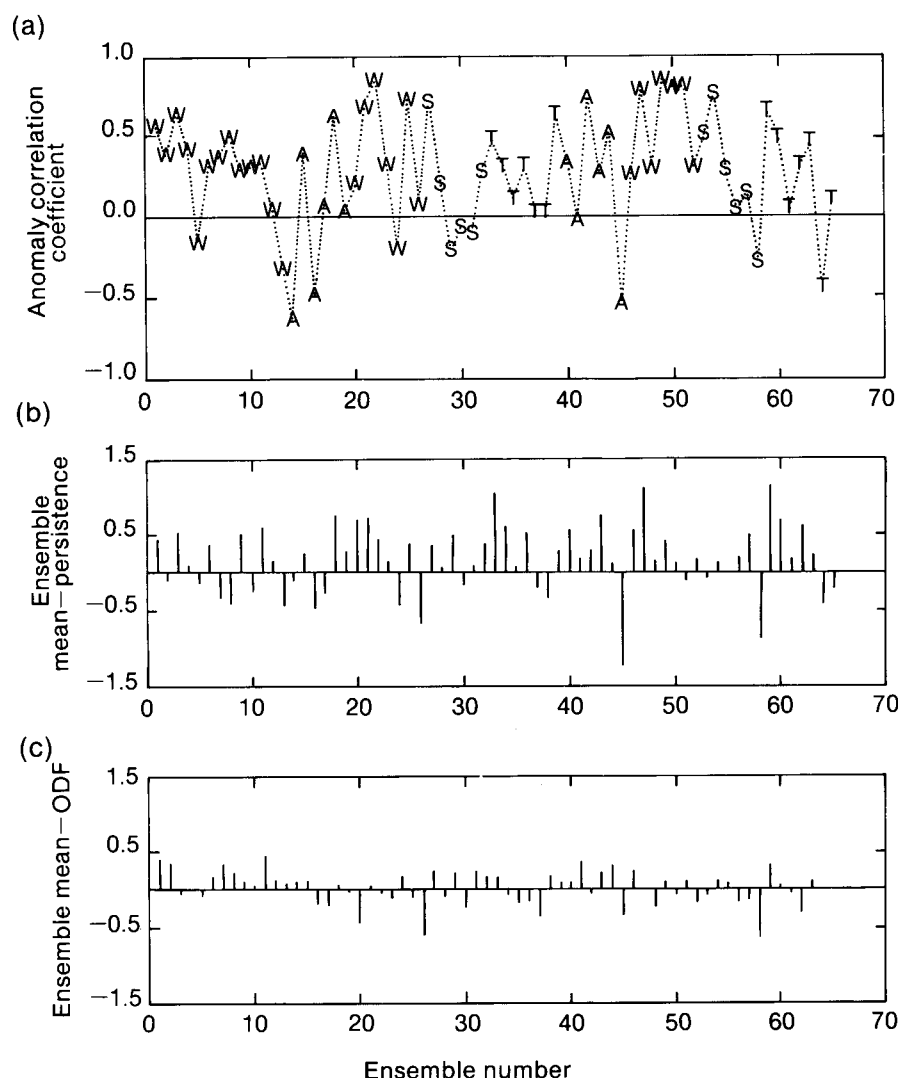 (a)
Anomaly correlation
coefficient
1.0
0.5
0.0
−0.5
−1.0
W W W W W W W W W W W W W A A A A A A W W W W W W W S S S S S S T T T T T T T A A A A A W W W W W W W S S S S S S T T T T T T T
0 10 20 30 40 50 60 70
(b)
Ensemble
mean—persistence
1.5
0.5
−0.5
−1.5
0 10 20 30 40 50 60 70
(c)
Ensemble mean—ODF
1.5
0.5
−0.5
−1.5
0 10 20 30 40 50 60 70
Ensemble number